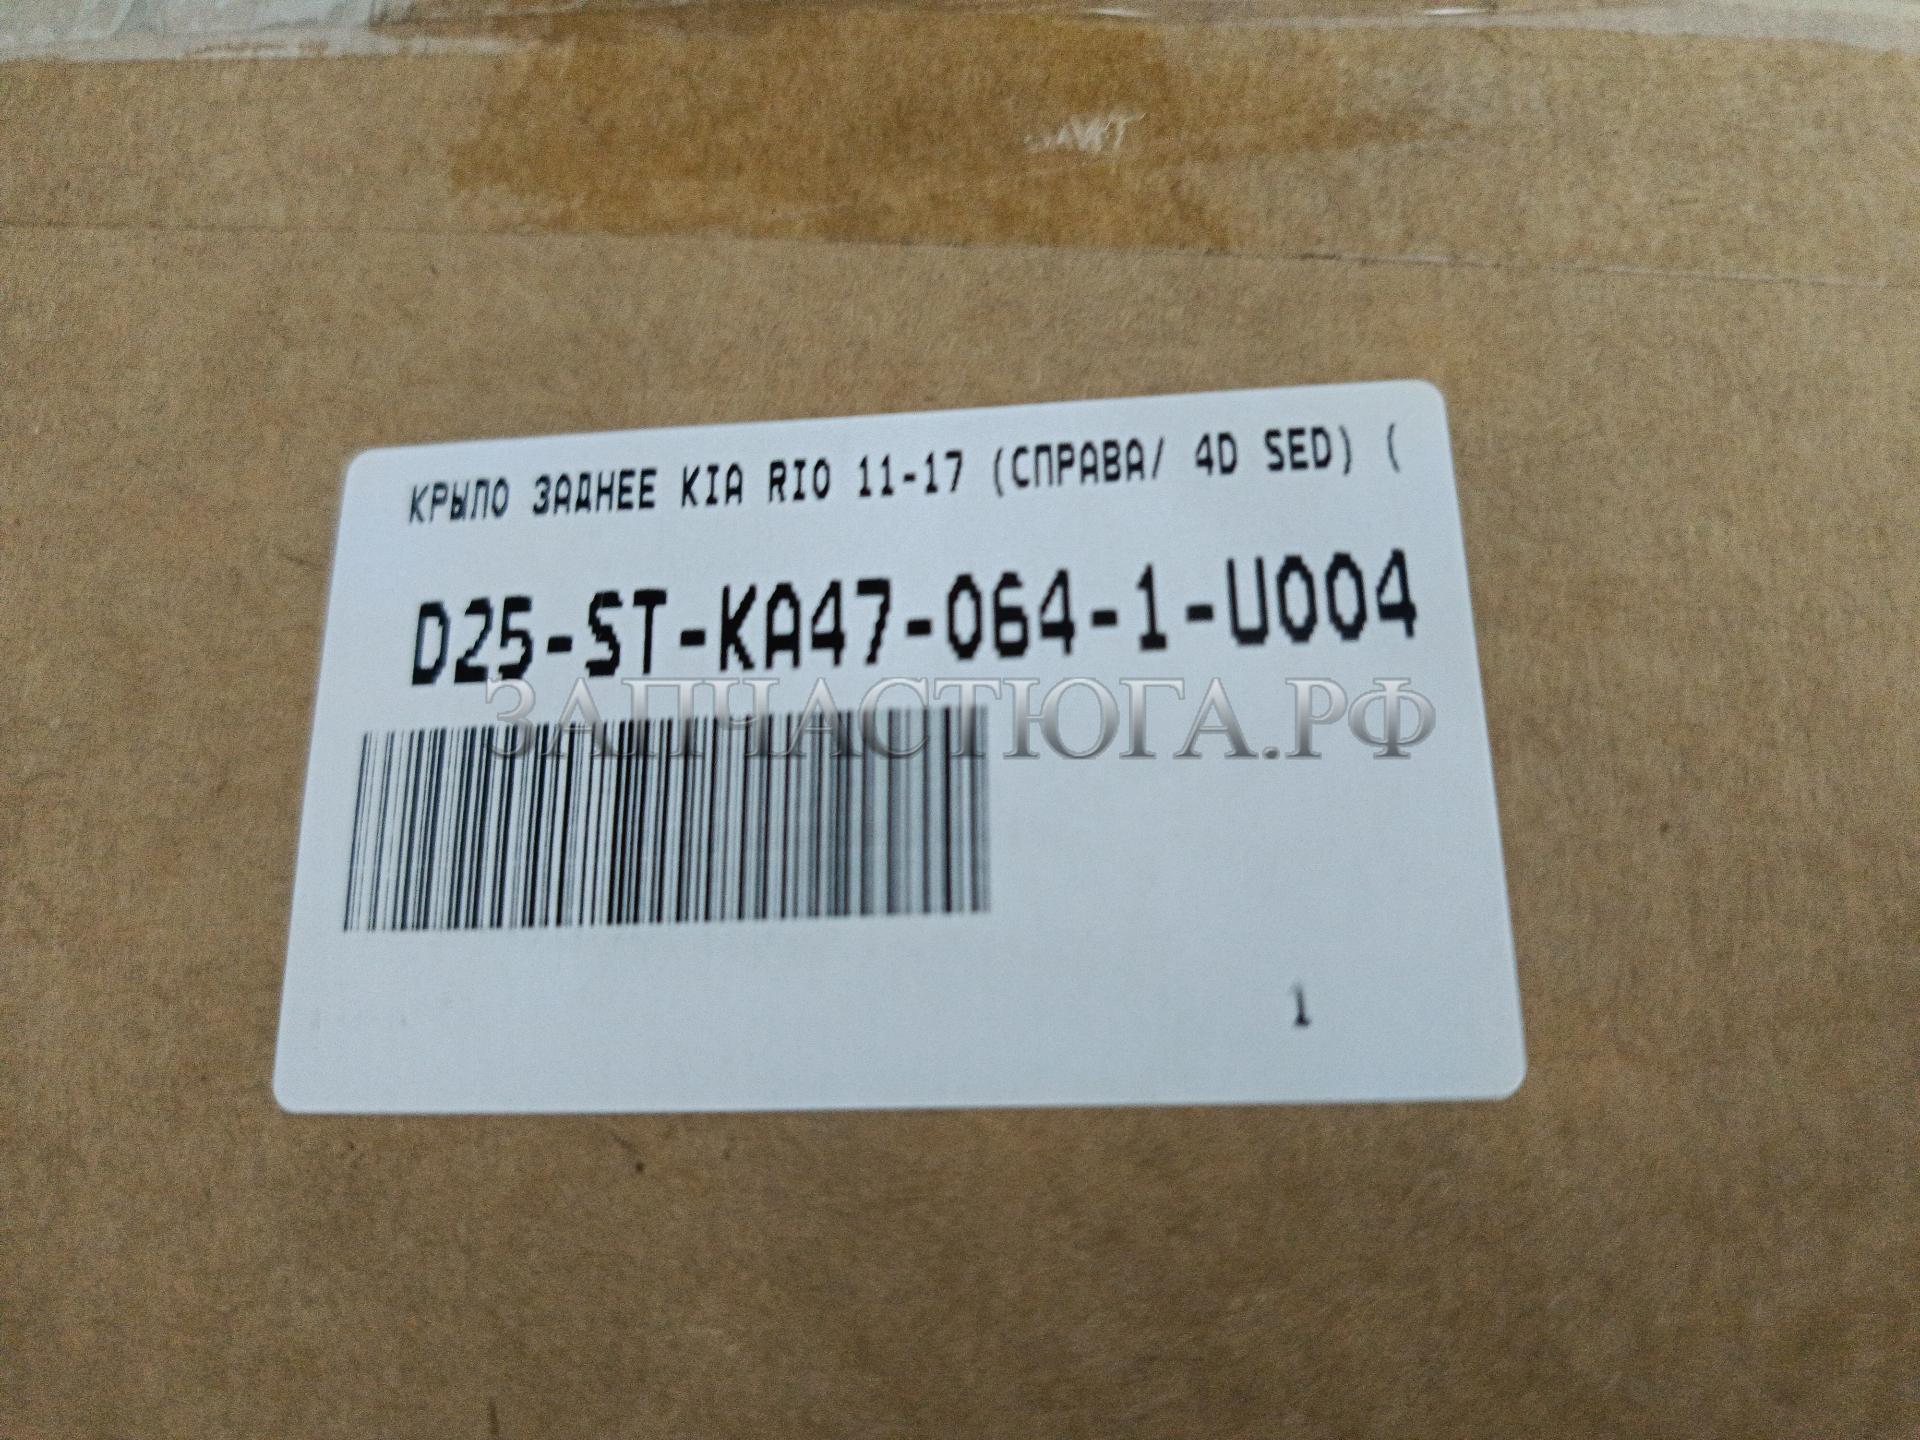 КРЫЛО ЗАДНЕЕ KIA RIO 11-17 (СПРАВА/ 4D SED) (
D25-ST-KA47-064-1-U004
ЗАПЧАСТЮГА.РФ
1